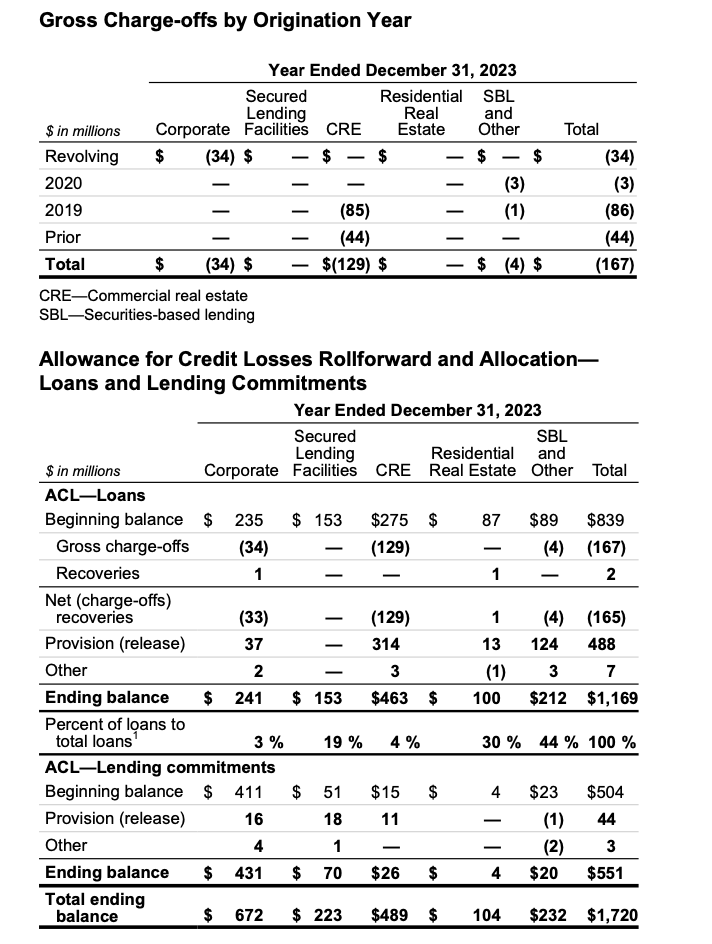 Gross Charge-offs by Origination Year
Year Ended December 31, 2023
Secured Residential SBL
Lending Real and
$ in millions Corporate Facilities CRE Estate Other Total
Revolving $ (34) $ — $ — $ — $ — $ (34)
2020 — — — — (3) (3)
2019 — — (85) — (1) (86)
Prior — — (44) — — (44)
Total $ (34) $ — $(129) $ — $ (4) $ (167)
CRE—Commercial real estate
SBL—Securities-based lending
Allowance for Credit Losses Rollforward and Allocation—
Loans and Lending Commitments
Year Ended December 31, 2023
Secured SBL
Lending Residential and
$ in millions Corporate Facilities CRE Real Estate Other Total
ACL—Loans
Beginning balance $ 235 $ 153 $275 $ 87 $89 $839
Gross charge-offs (34) — (129) — (4) (167)
Recoveries 1 — — 1 — 2
Net (charge-offs)
recoveries (33) — (129) 1 (4) (165)
Provision (release) 37 — 314 13 124 488
Other 2 — 3 (1) 3 7
Ending balance $ 241 $ 153 $463 $ 100 $212 $1,169
Percent of loans to
total loans¹ 3 % 19 % 4 % 30 % 44 % 100 %
ACL—Lending commitments
Beginning balance $ 411 $ 51 $15 $ 4 $23 $504
Provision (release) 16 18 11 — (1) 44
Other 4 1 — — (2) 3
Ending balance $ 431 $ 70 $26 $ 4 $20 $551
Total ending
balance $ 672 $ 223 $489 $ 104 $232 $1,720